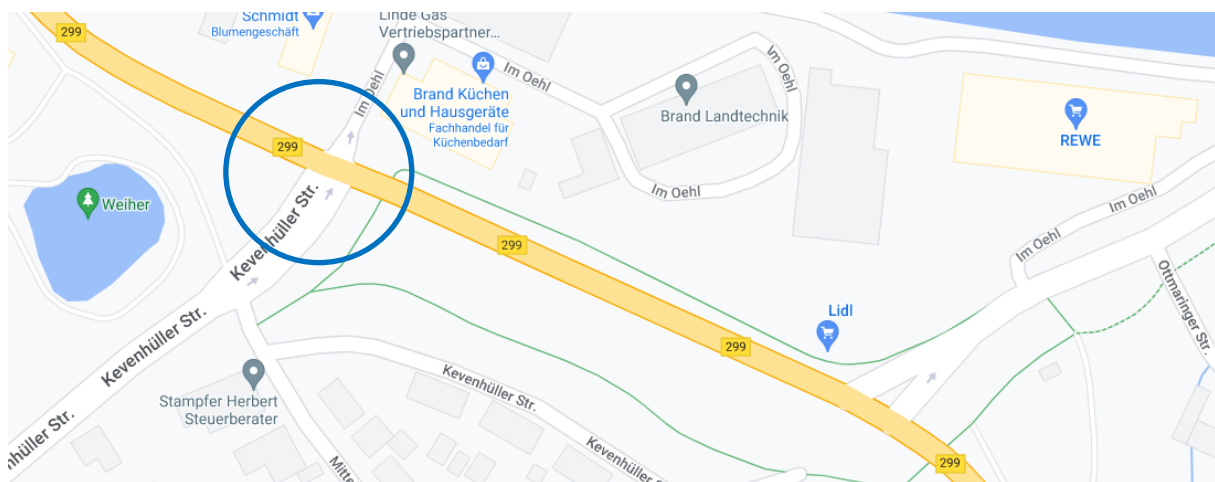 299
Schmidt
Blumengeschäft
Linde Gas
Vertriebspartner...
Im Oehl
Im Oehl
Im Oehl
Brand Küchen
und Hausgeräte
Fachhandel für
Küchenbedarf
Brand Landtechnik
REWE
299
Im Oehl
Im Oehl
Weiher
Kevenhüller Str.
299
Im Oehl
Ottmaringer Str.
Lidl
Kevenhüller Str.
299
Stampfer Herbert
Steuerberater
Kevenhüller Str.
Kevenhüller Str.
nhüller Str.
Mitte
299